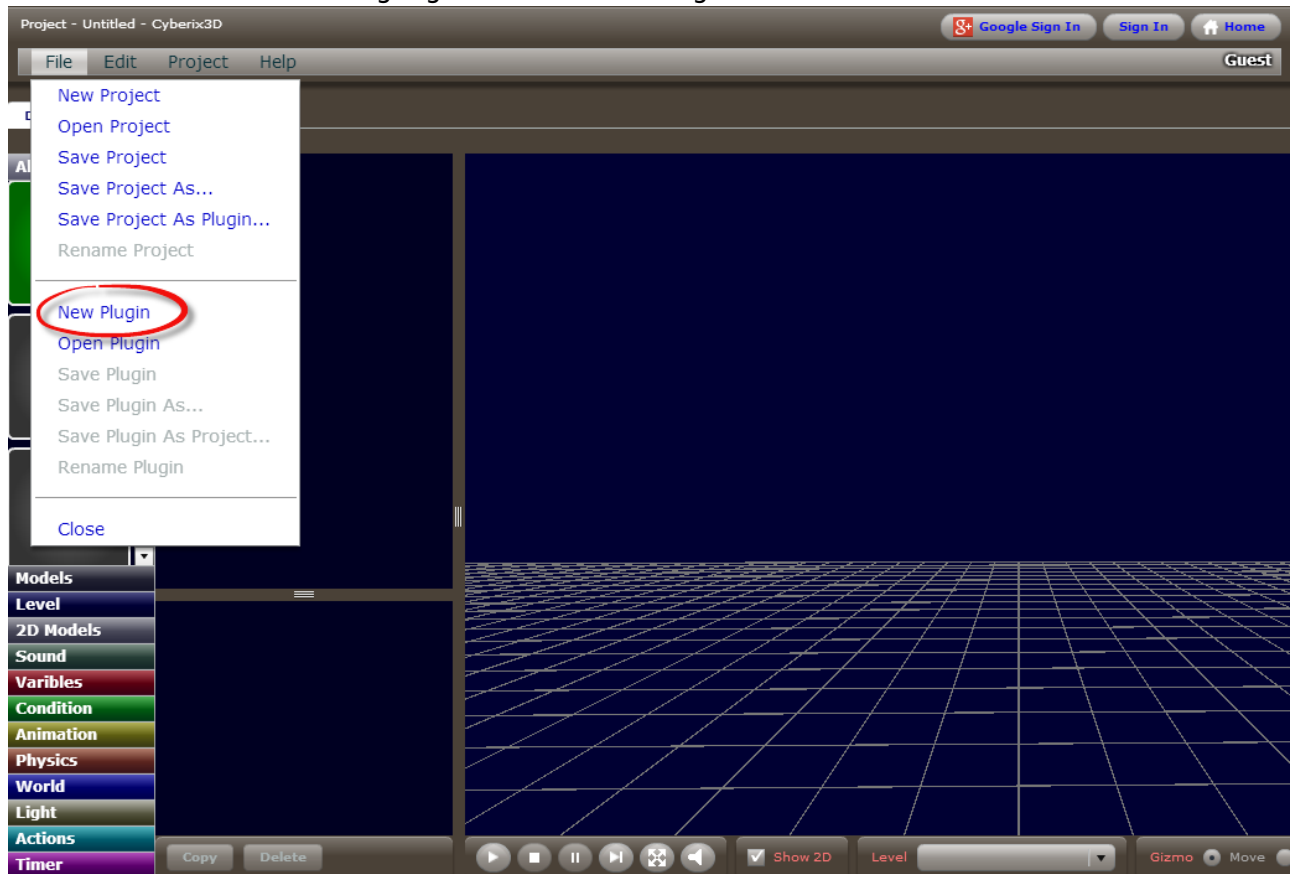 Project - Untitled - Cyberix3D
Google Sign In
Sign In
Home
File Edit Project Help
Guest
New Project
Open Project
Save Project
Save Project As...
Save Project As Plugin...
Rename Project
New Plugin
Open Plugin
Save Plugin
Save Plugin As...
Save Plugin As Project...
Rename Plugin
Close
Models
Level
2D Models
Sound
Varibles
Condition
Animation
Physics
World
Light
Actions
Timer
Copy Delete
Show 2D
Level
Gizmo Move